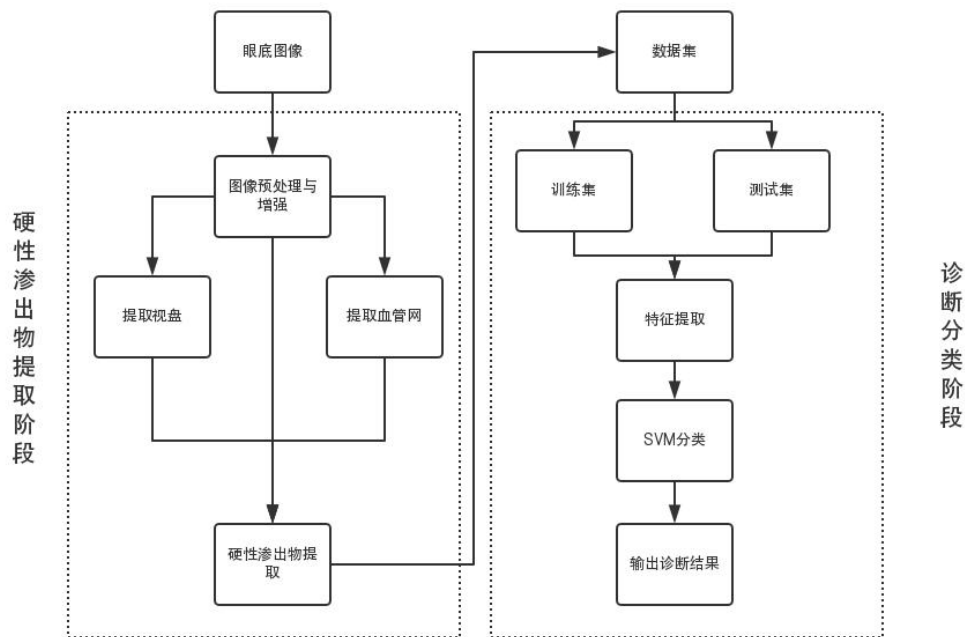 眼底图像
数据集
图像预处理与
增强
训练集
测试集
硬性渗出物提取阶段
提取视盘
提取血管网
特征提取
诊断分类阶段
SVM分类
硬性渗出物提
取
输出诊断结果